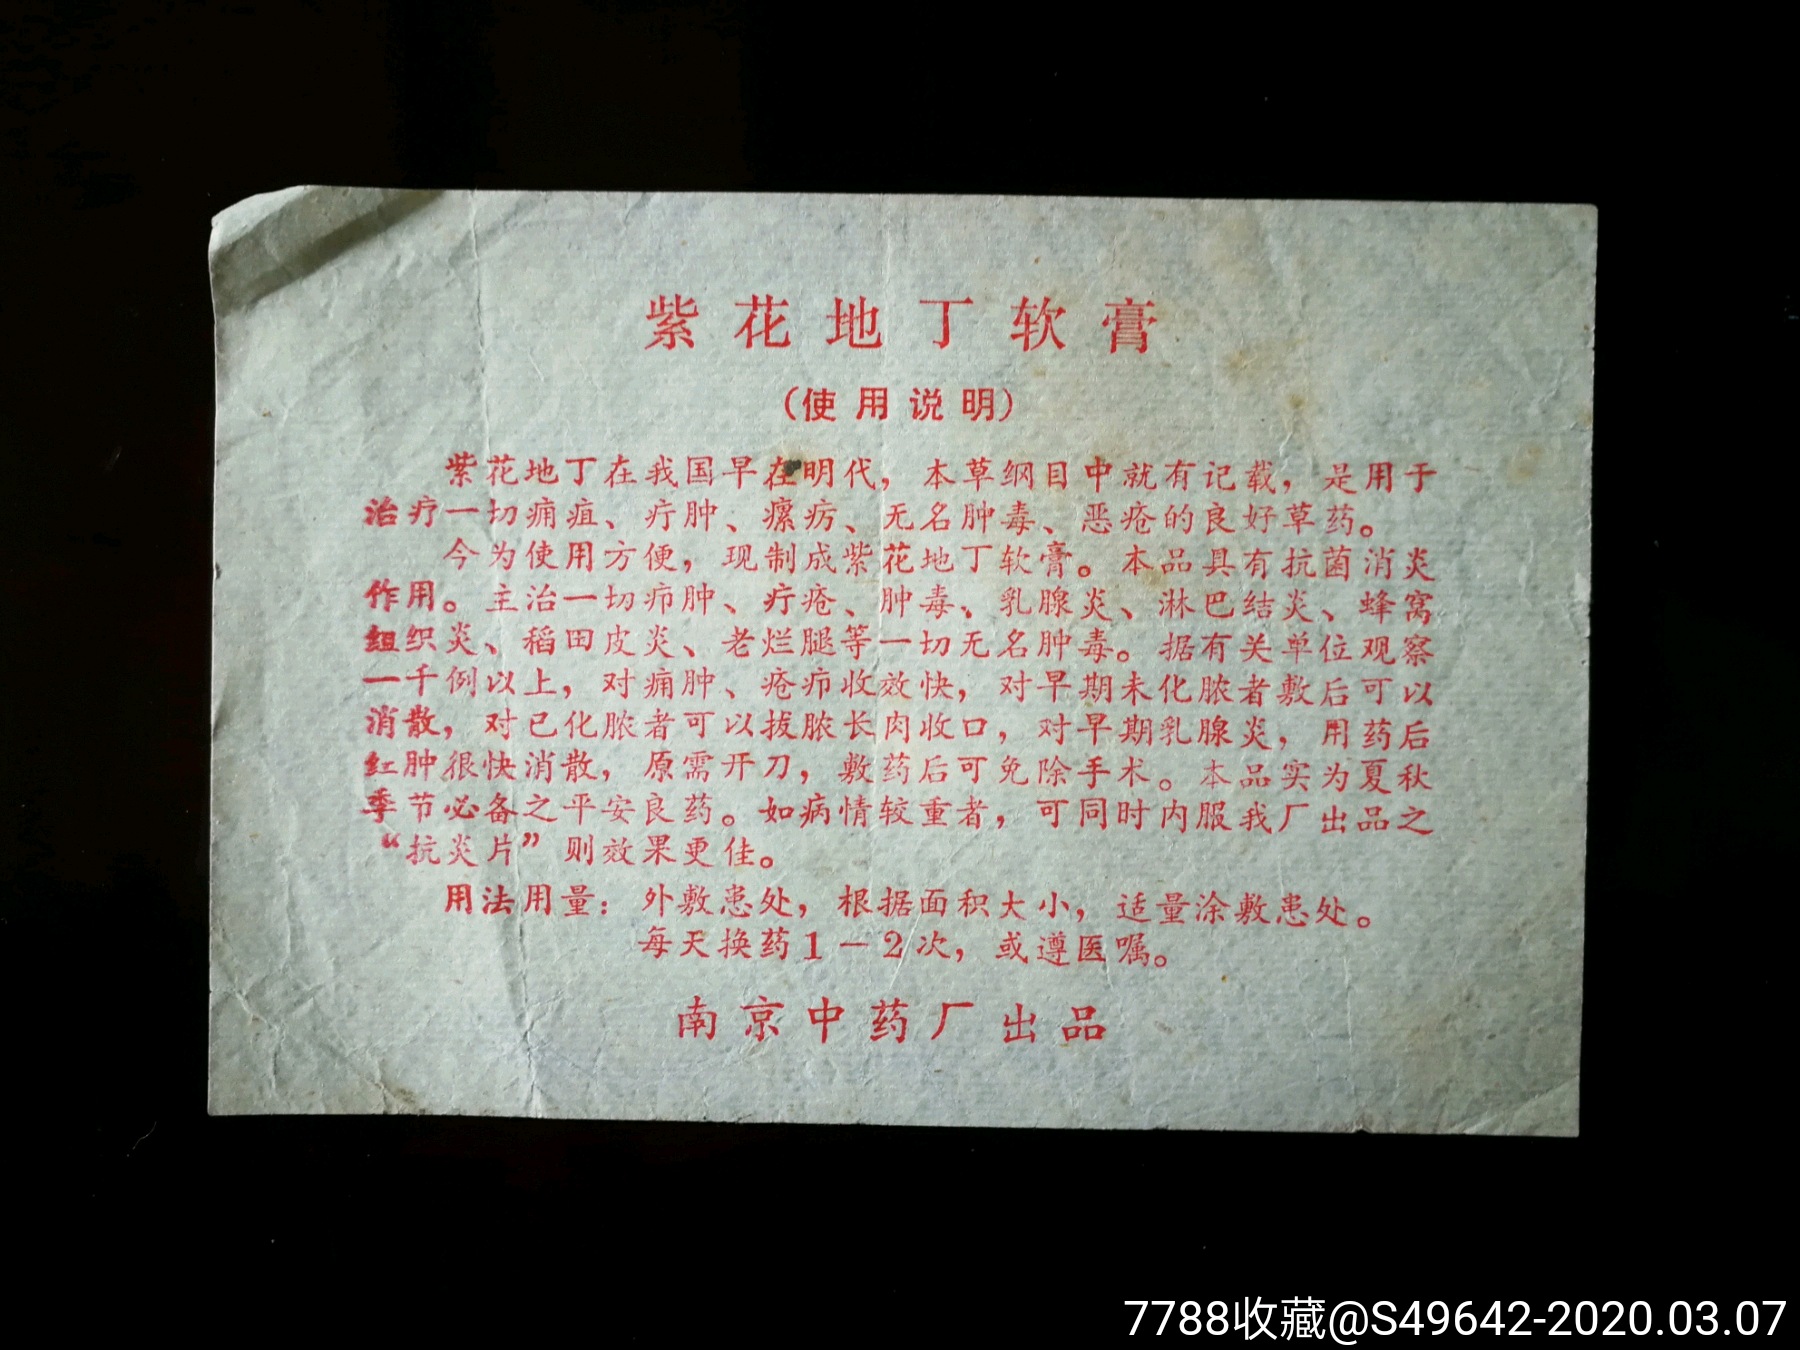 紫花地丁软膏
(使用说明)
紫花地丁在我国早在明代，本草纲目中就有记载，是用于
治疗一切痈疽、疔肿、瘰疬、无名肿毒、恶疮的良好草药。
今为使用方便，现制成紫花地丁软膏。本品具有抗菌消炎
作用。主治一切疖肿、疔疮、肿毒、乳腺炎、淋巴结炎、蜂窝
组织炎、稻田皮炎、老烂腿等一切无名肿毒。据有关单位观察
一千例以上，对痈肿、疮疖收效快，对早期未化脓者敷后可以
消散，对已化脓者可以拔脓长肉收口，对早期乳腺炎，用药后
红肿很快消散，原需开刀，敷药后可免除手术。本品实为夏秋
季节必备之平安良药。如病情较重者，可同时内服我厂出品之
“抗炎片”则效果更佳。
用法用量：外敷患处，根据面积大小，适量涂敷患处。
每天换药1－2次，或遵医嘱。
南京中药厂出品
7788收藏@S49642-2020.03.07